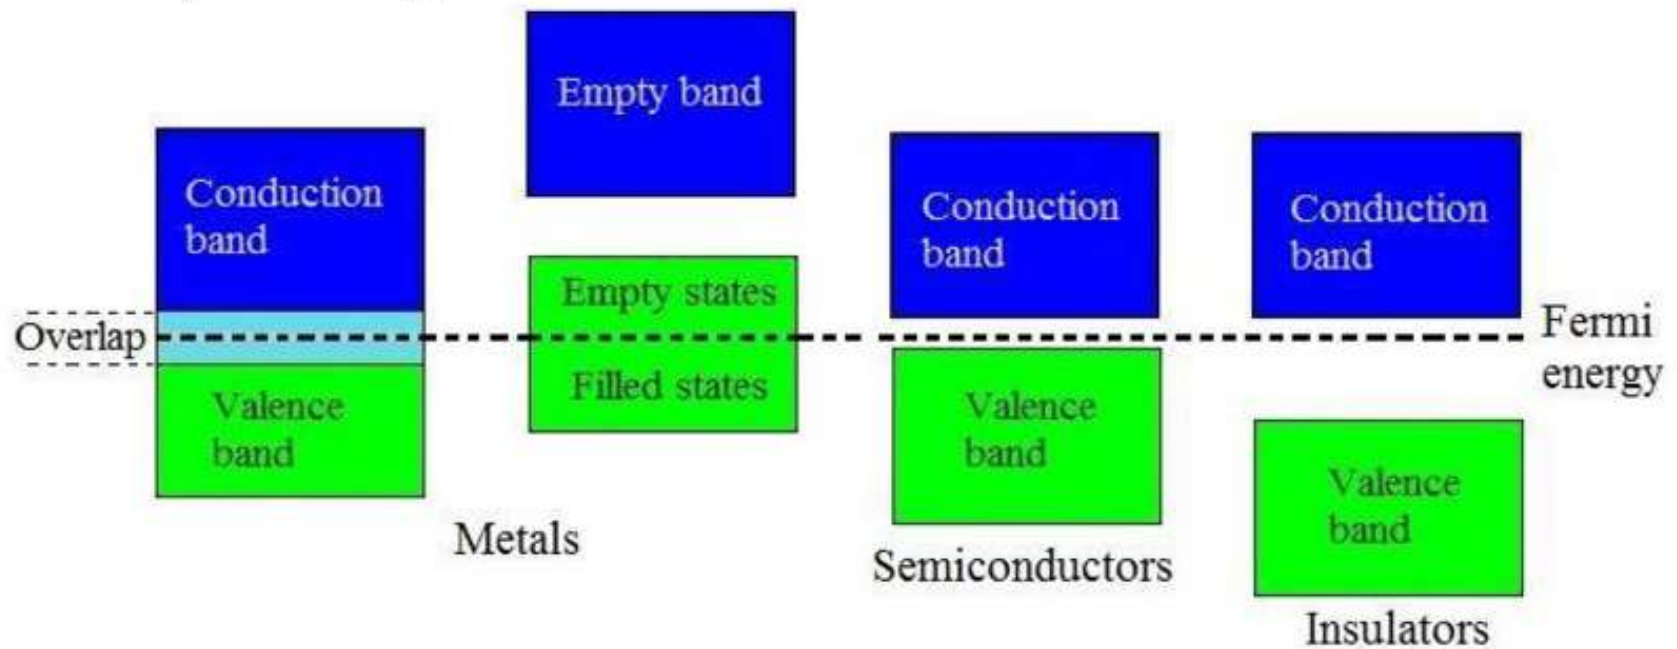 Empty band
Conduction
band
Conduction
band
Conduction
band
Empty states
Overlap
Fermi
energy
Filled states
Valence
band
Valence
band
Valence
band
Metals
Semiconductors
Insulators